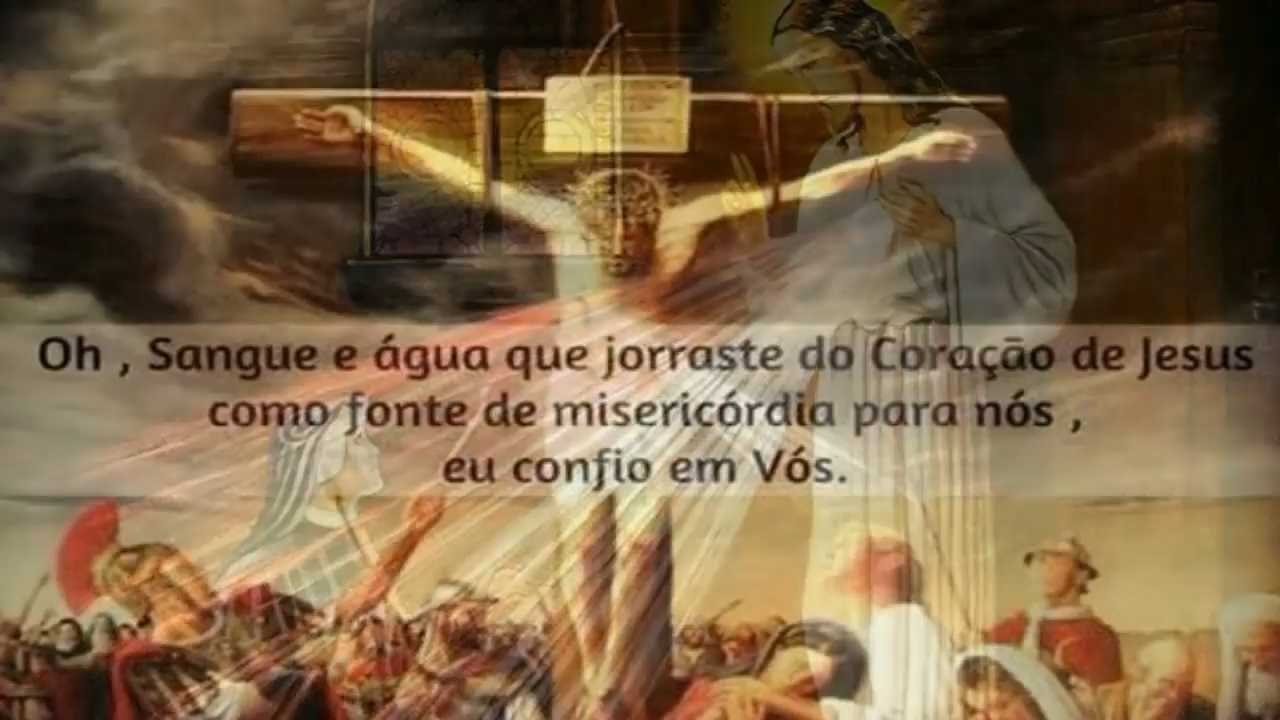 Oh , Sangue e água que jorraste do Coração de Jesus
como fonte de misericórdia para nós ,
eu confio em Vós.